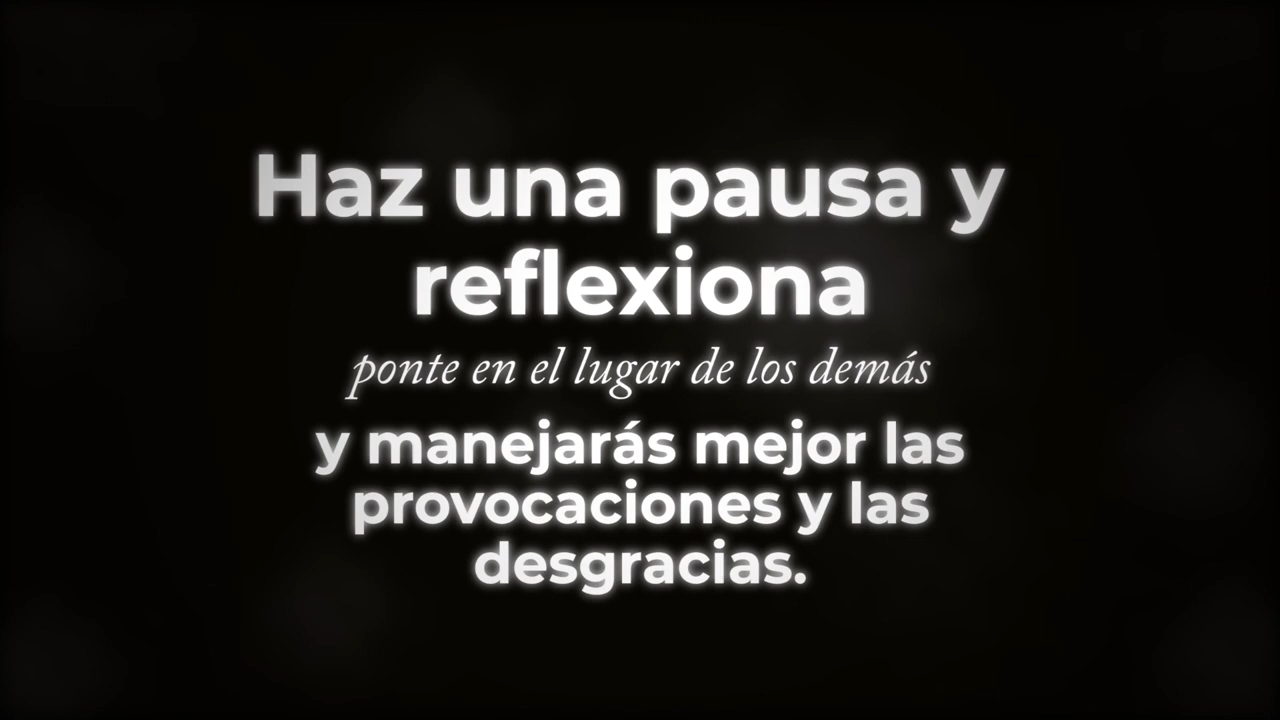 Haz una pausa y
reflexiona
ponte en el lugar de los demás
y manejarás mejor las
provocaciones y las
desgracias.